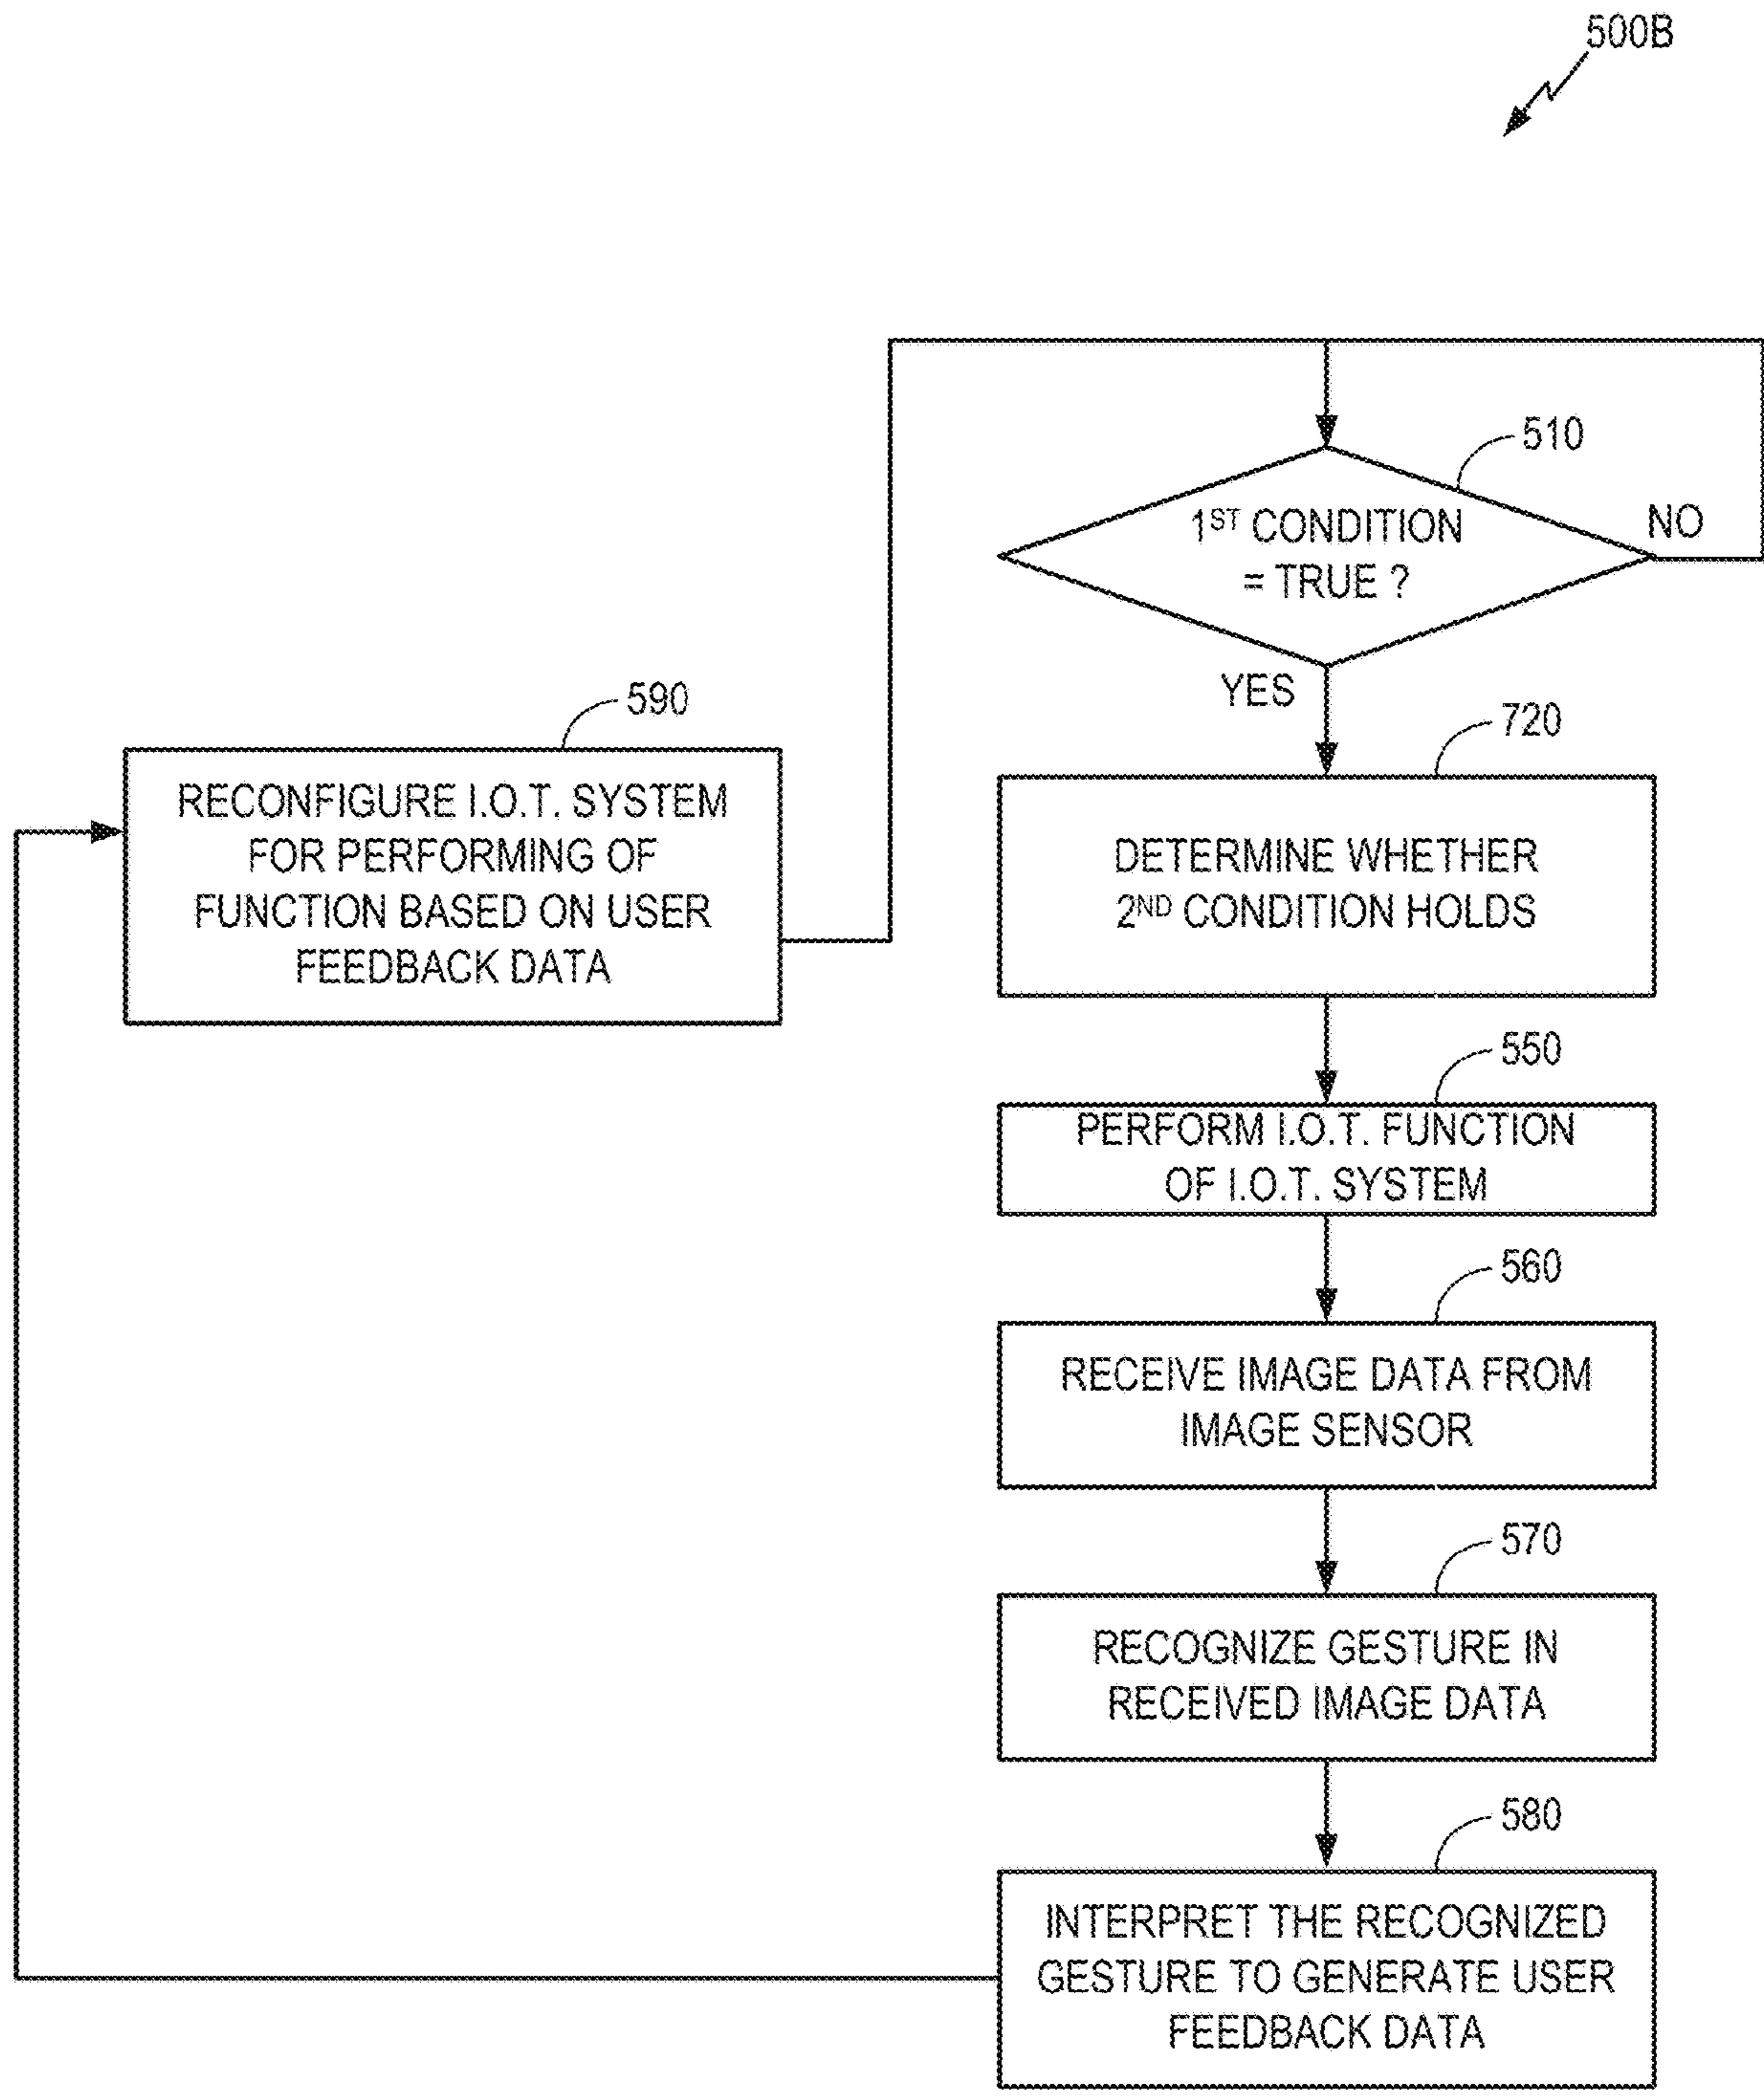 500B
510
1ST CONDITION
= TRUE ?
NO
YES
590
RECONFIGURE I.O.T. SYSTEM
FOR PERFORMING OF
FUNCTION BASED ON USER
FEEDBACK DATA
720
DETERMINE WHETHER
2ND CONDITION HOLDS
550
PERFORM I.O.T. FUNCTION
OF I.O.T. SYSTEM
560
RECEIVE IMAGE DATA FROM
IMAGE SENSOR
570
RECOGNIZE GESTURE IN
RECEIVED IMAGE DATA
580
INTERPRET THE RECOGNIZED
GESTURE TO GENERATE USER
FEEDBACK DATA